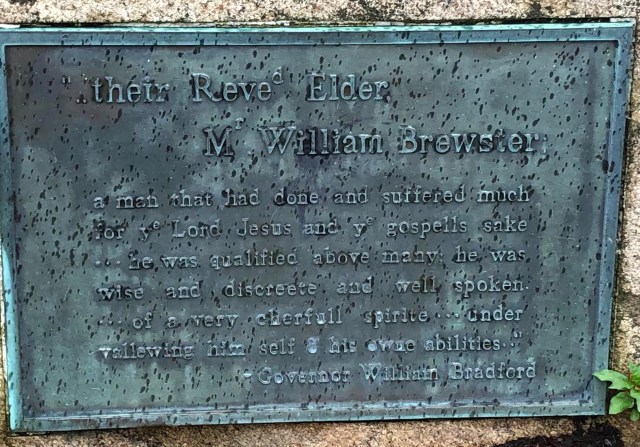 "...their Reveᵈ Elder,
Mʳ. William Brewster;
a man that had done and suffered much
for yᵉ Lord Jesus and yᵉ gospells sake
... he was qualified above many: he was
wise and discreete and well spoken.
... of a very cherfull spirite ... under
vallewing him self & his owne abilities..."
-Governor William Bradford